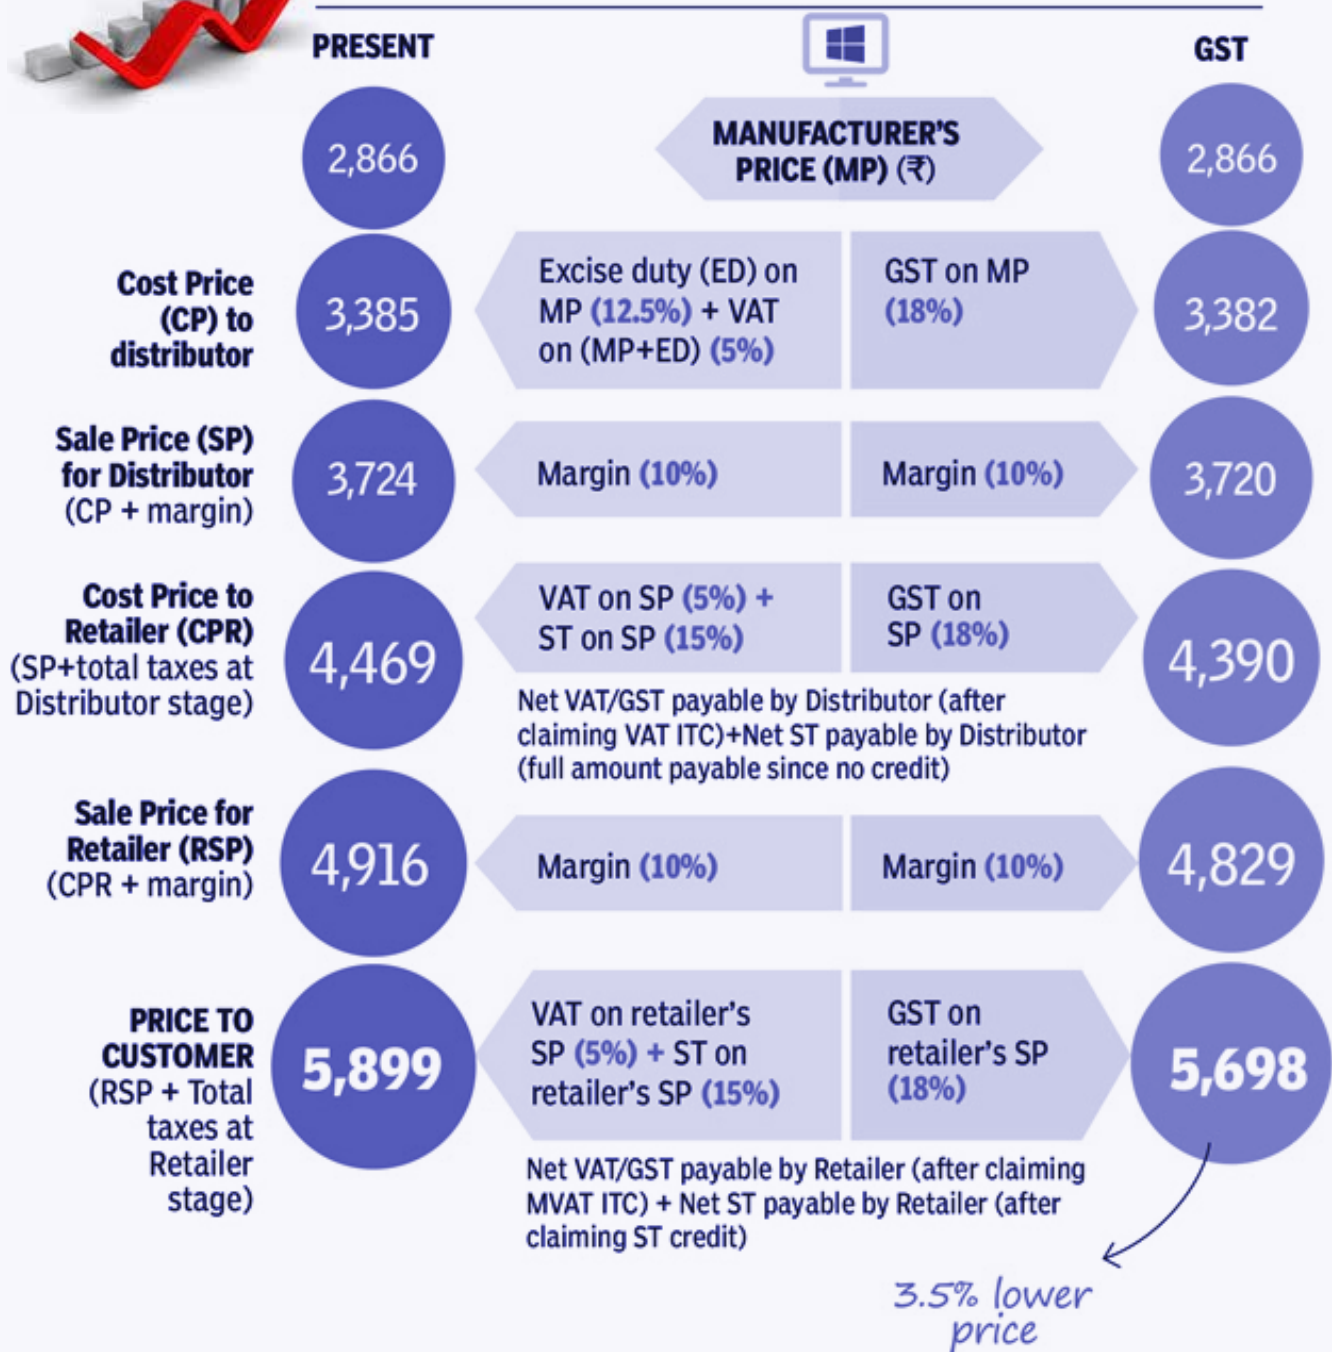 PRESENT
GST
2,866
MANUFACTURER'S
PRICE (MP) (₹)
2,866
Cost Price
(CP) to
distributor
3,385
Excise duty (ED) on
MP (12.5%) + VAT
on (MP+ED) (5%)
GST on MP
(18%)
3,382
Sale Price (SP)
for Distributor
(CP + margin)
3,724
Margin (10%)
Margin (10%)
3,720
Cost Price to
Retailer (CPR)
(SP+total taxes at
Distributor stage)
4,469
VAT on SP (5%) +
ST on SP (15%)
GST on
SP (18%)
4,390
Net VAT/GST payable by Distributor (after
claiming VAT ITC)+Net ST payable by Distributor
(full amount payable since no credit)
Sale Price for
Retailer (RSP)
(CPR + margin)
4,916
Margin (10%)
Margin (10%)
4,829
PRICE TO
CUSTOMER
(RSP + Total
taxes at
Retailer
stage)
5,899
VAT on retailer's
SP (5%) + ST on
retailer's SP (15%)
GST on
retailer's SP
(18%)
5,698
Net VAT/GST payable by Retailer (after claiming
MVAT ITC) + Net ST payable by Retailer (after
claiming ST credit)
3.5% lower
price